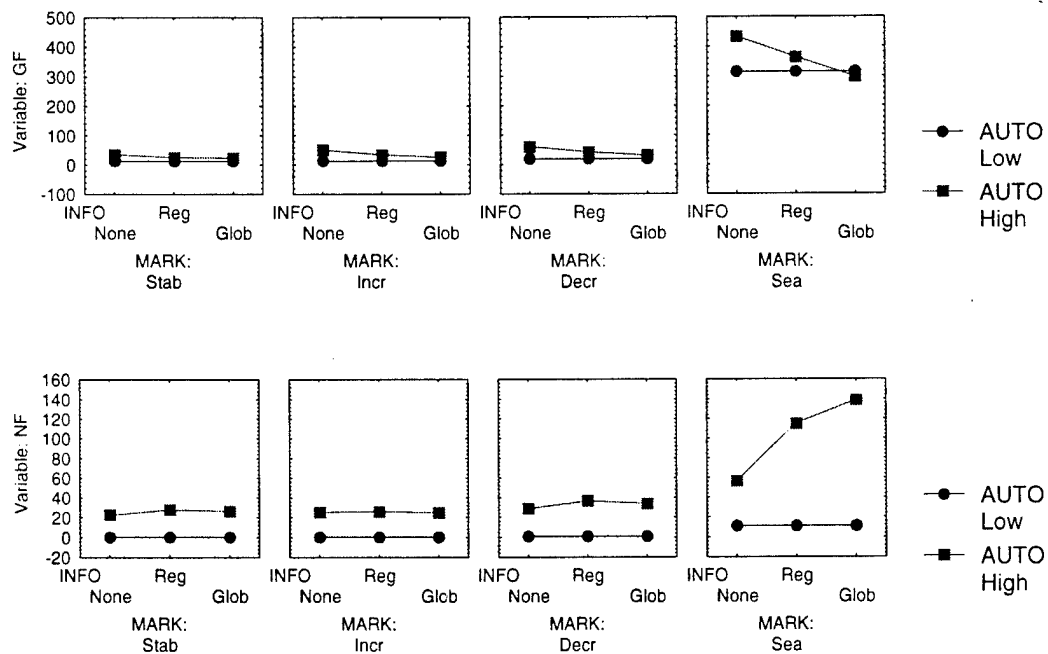 500
400
300
200
100
0
-100
Variable: GF
INFO Reg INFO Reg INFO Reg INFO Reg
None Glob None Glob None Glob None Glob
MARK: MARK: MARK: MARK:
Stab Incr Decr Sea
AUTO
Low
AUTO
High
160
140
120
100
80
60
40
20
0
-20
Variable: NF
INFO Reg INFO Reg INFO Reg INFO Reg
None Glob None Glob None Glob None Glob
MARK: MARK: MARK: MARK:
Stab Incr Decr Sea
AUTO
Low
AUTO
High